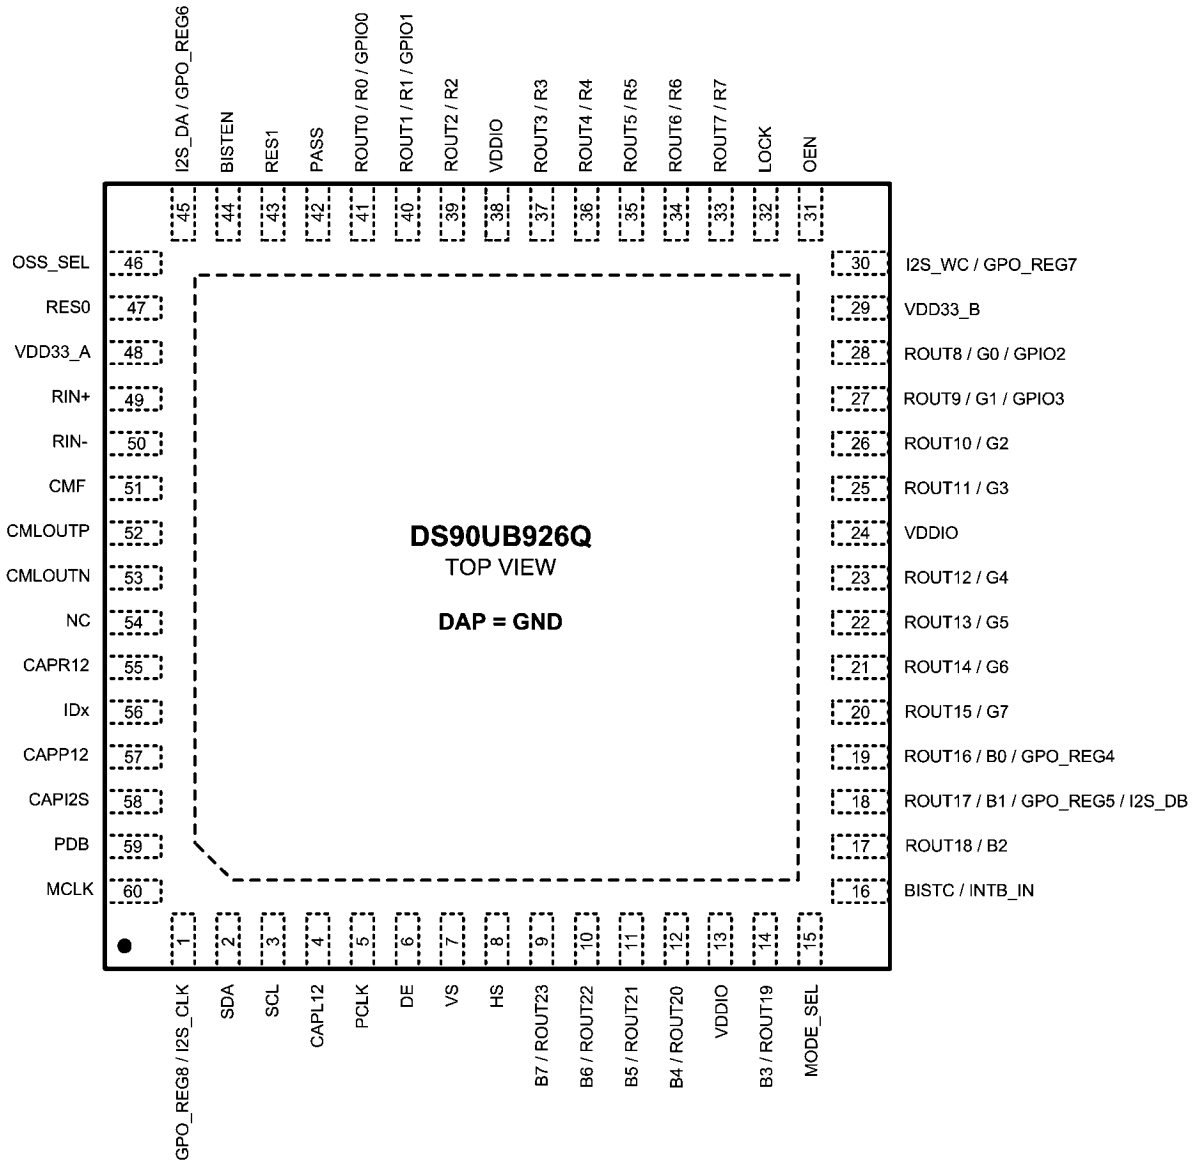 I2S_DA / GPO_REG6
BISTEN
RES1
PASS
ROUT0 / R0 / GPIO0
ROUT1 / R1 / GPIO1
ROUT2 / R2
VDDIO
ROUT3 / R3
ROUT4 / R4
ROUT5 / R5
ROUT6 / R6
ROUT7 / R7
LOCK
OEN
45
44
43
42
41
40
39
38
37
36
35
34
33
32
31
OSS_SEL 46
RES0 47
VDD33_A 48
RIN+ 49
RIN- 50
CMF 51
CMLOUTP 52
CMLOUTN 53
NC 54
CAPR12 55
IDx 56
CAPP12 57
CAPI2S 58
PDB 59
MCLK 60
DS90UB926Q
TOP VIEW
DAP = GND
30 I2S_WC / GPO_REG7
29 VDD33_B
28 ROUT8 / G0 / GPIO2
27 ROUT9 / G1 / GPIO3
26 ROUT10 / G2
25 ROUT11 / G3
24 VDDIO
23 ROUT12 / G4
22 ROUT13 / G5
21 ROUT14 / G6
20 ROUT15 / G7
19 ROUT16 / B0 / GPO_REG4
18 ROUT17 / B1 / GPO_REG5 / I2S_DB
17 ROUT18 / B2
16 BISTC / INTB_IN
1
2
3
4
5
6
7
8
9
10
11
12
13
14
15
GPO_REG8 / I2S_CLK
SDA
SCL
CAPL12
PCLK
DE
VS
HS
B7 / ROUT23
B6 / ROUT22
B5 / ROUT21
B4 / ROUT20
VDDIO
B3 / ROUT19
MODE_SEL